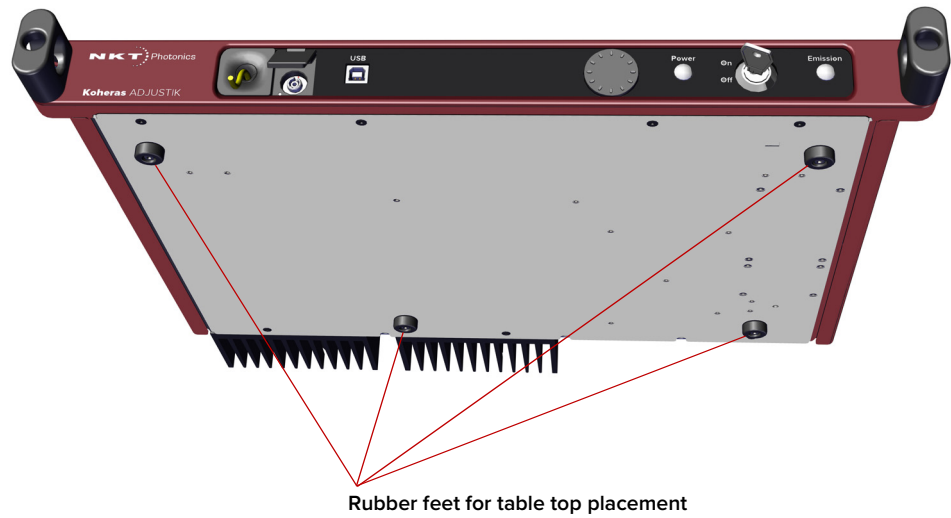 NKT Photonics
Koheras ADJUSTIK
USB
Power
On
Off
Emission
Rubber feet for table top placement